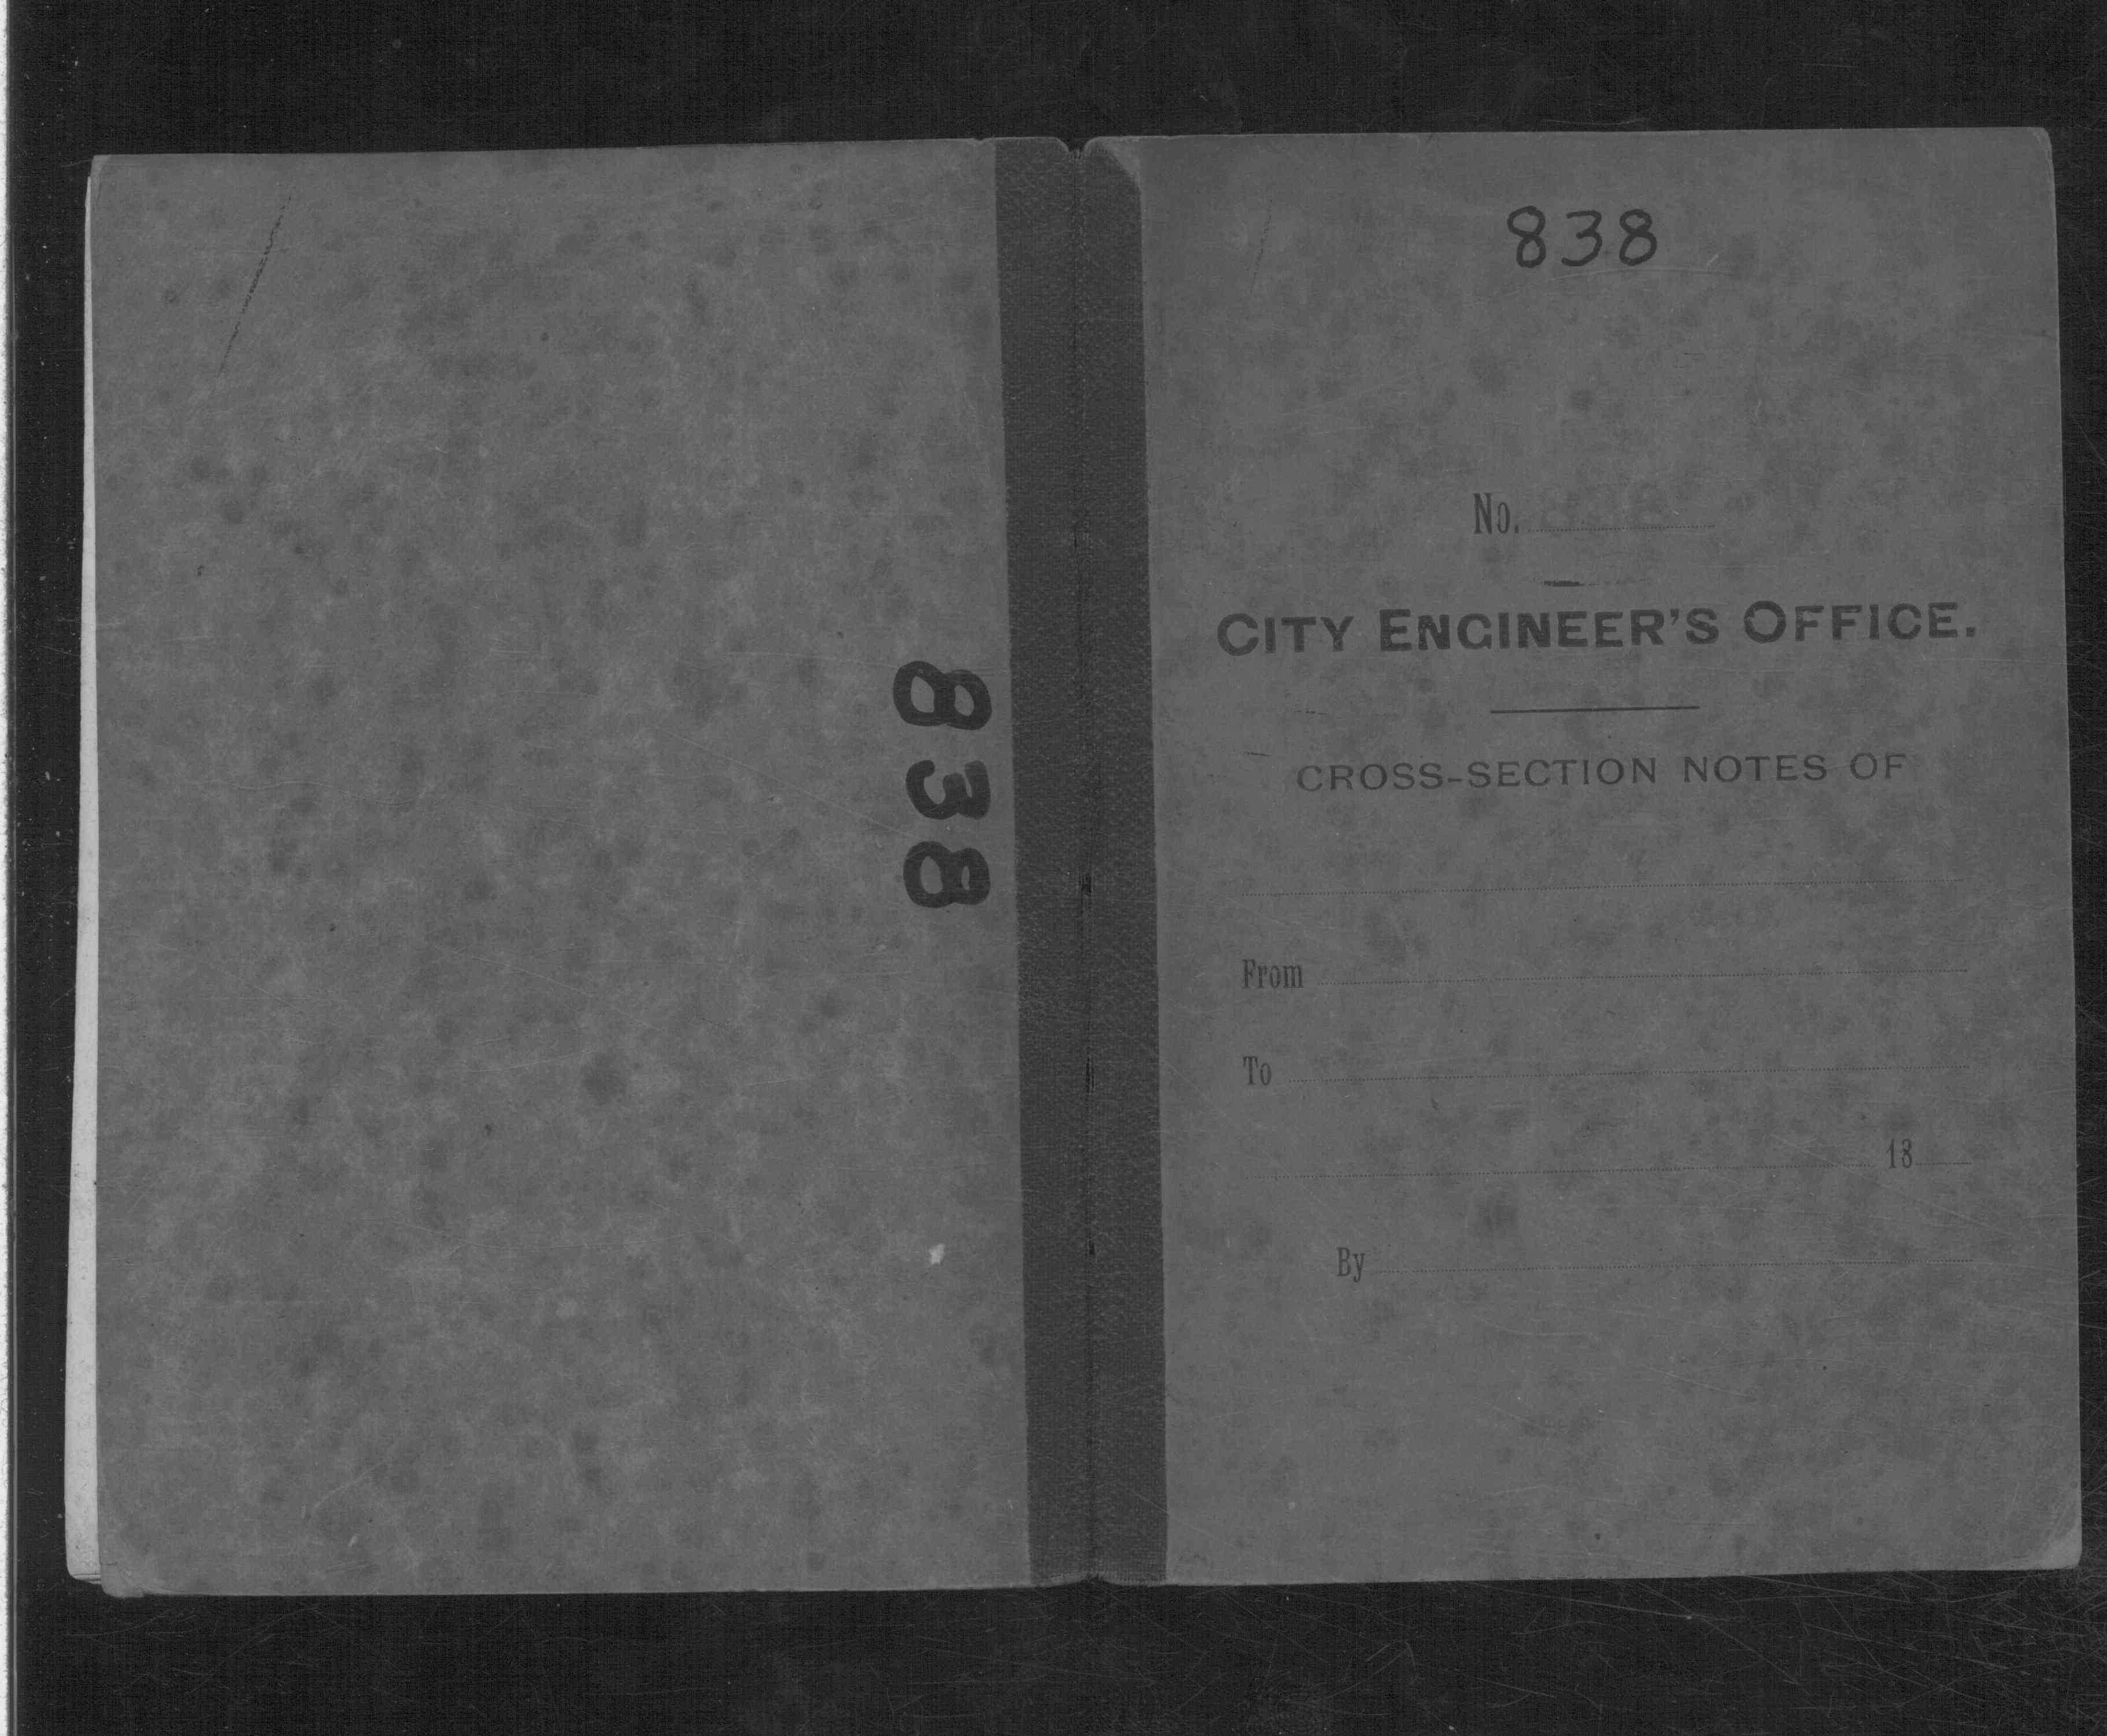 838
838
No.
CITY ENGINEER'S OFFICE.
CROSS-SECTION NOTES OF
From
To
18
By